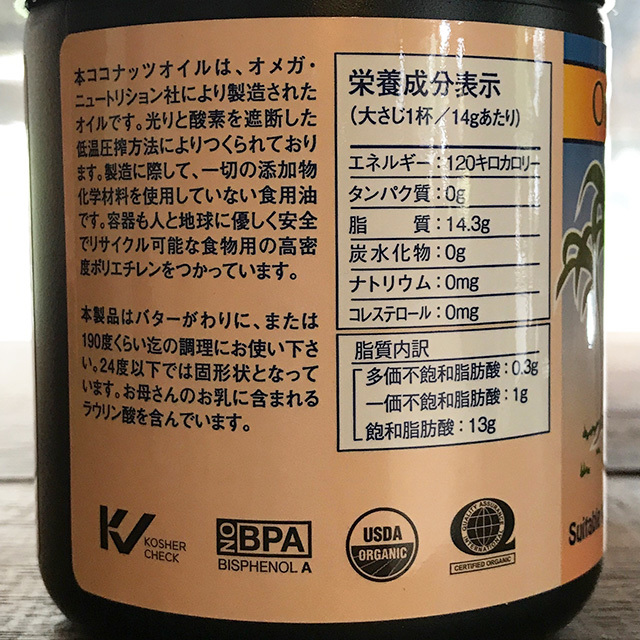 本ココナッツオイルは、オメガ・
ニュートリション社により製造された
オイルです。光りと酸素を遮断した
低温圧搾方法によりつくられており
ます。製造に際して、一切の添加物
化学材料を使用していない食用油
です。容器も人と地球に優しく安全
でリサイクル可能な食物用の高密
度ポリエチレンをつかっています。
本製品はバターがわりに、または
190度くらい迄の調理にお使い下さ
い。24度以下では固形状となって
います。お母さんのお乳に含まれる
ラウリン酸を含んでいます。
栄養成分表示
(大さじ1杯/14gあたり)
エネルギー：120キロカロリー
タンパク質：0g
脂質：14.3g
炭水化物：0g
ナトリウム：0mg
コレステロール：0mg
脂質内訳
多価不飽和脂肪酸：0.3g
一価不飽和脂肪酸：1g
飽和脂肪酸：13g
KV KOSHER
CHECK
NO BPA
BISPHENOL A
USDA
ORGANIC
QUALITY ASSURANCE
INTERNATIONAL
CERTIFIED ORGANIC